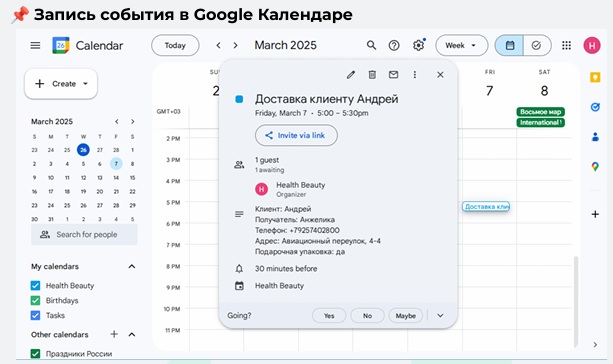 📌 Запись события в Google Календаре
Calendar
Today
March 2025
Week
H
Create
SU
2
FRI
7
SAT
8
GMT+03
Восьмое мар
International !
March 2025
S M T W T F S
23 24 25 26 27 28 1
2 3 4 5 6 7 8
9 10 11 12 13 14 15
16 17 18 19 20 21 22
23 24 25 26 27 28 29
30 31 1 2 3 4 5
Search for people
My calendars
Health Beauty
Birthdays
Tasks
Other calendars
Праздники России
2 PM
3 PM
4 PM
5 PM
6 PM
7 PM
8 PM
9 PM
10 PM
11 PM
Доставка клиенту Андрей
Friday, March 7 • 5:00 – 5:30pm
Invite via link
1 guest
1 awaiting
H
Health Beauty
Organizer
Клиент: Андрей
Получатель: Анжелика
Телефон: +79257402800
Адрес: Авиационный переулок, 4-4
Подарочная упаковка: да
30 minutes before
Health Beauty
Going?
Yes
No
Maybe
Доставка кли